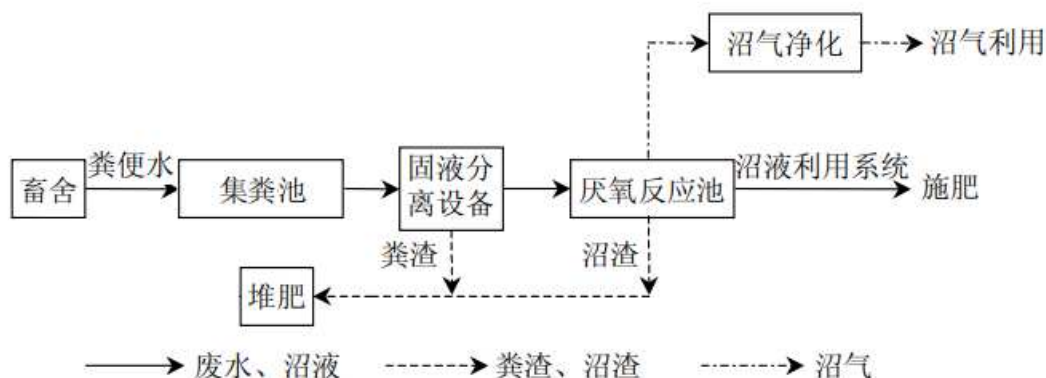 沼气净化
沼气利用
粪便水
固液分
离设备
沼液利用系统
畜舍
集粪池
厌氧反应池
施肥
粪渣
沼渣
堆肥
废水、沼液
粪渣、沼渣
沼气